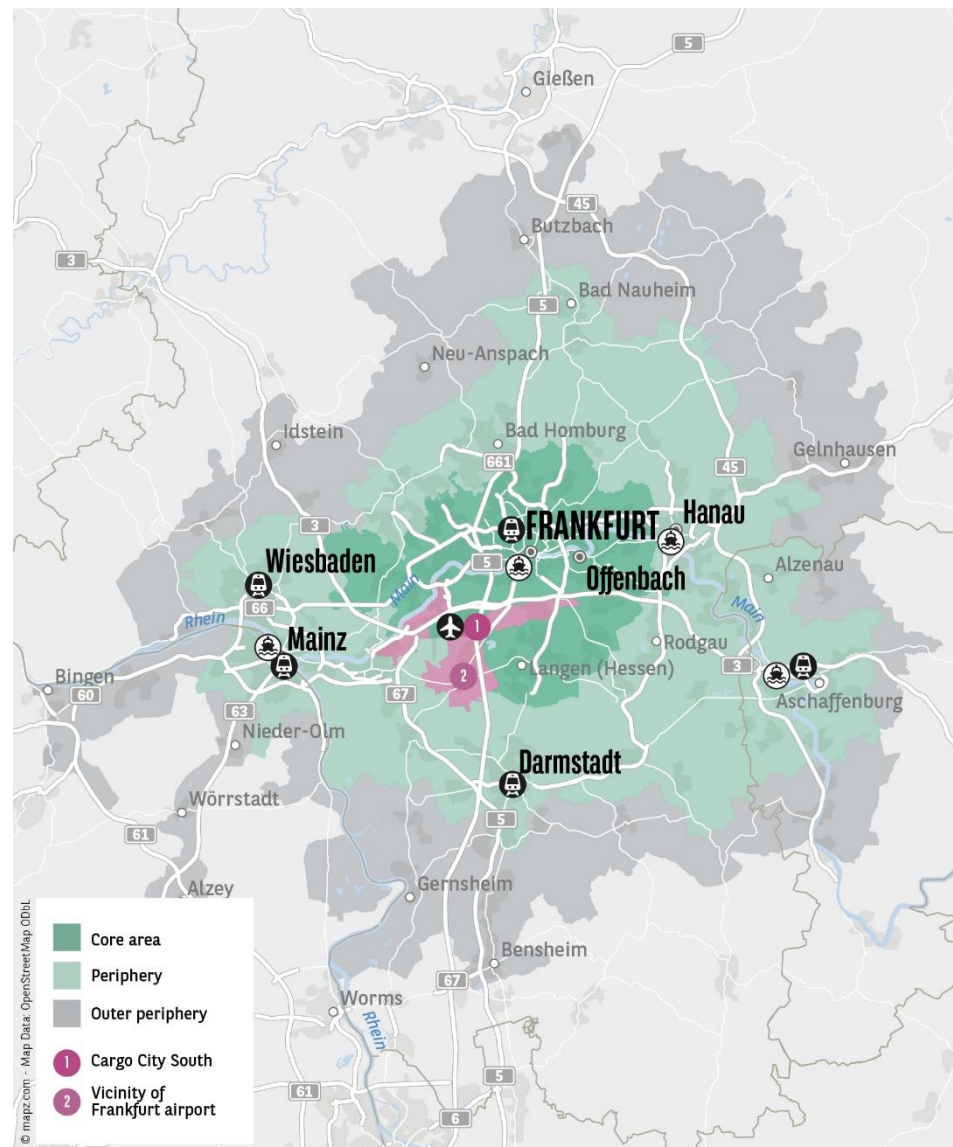 5
Gießen
45
Butzbach
3
Bad Nauheim
5
Neu-Anspach
Idstein
Bad Homburg
661
Gelnhausen
45
3
Hanau
FRANKFURT
Wiesbaden
5
Offenbach
Alzenau
Main
66
Rhein
Main
1
Mainz
Rodgau
Langen (Hessen)
3
Bingen
60
2
67
Aschaffenburg
63
Nieder-Olm
Darmstadt
Wörrstadt
5
61
Alzey
Gernsheim
Bensheim
67
Worms
Rhein
5
61
6
Core area
Periphery
Outer periphery
1 Cargo City South
2 Vicinity of
Frankfurt airport
© mapz.com - Map Data: OpenStreetMap ODbL